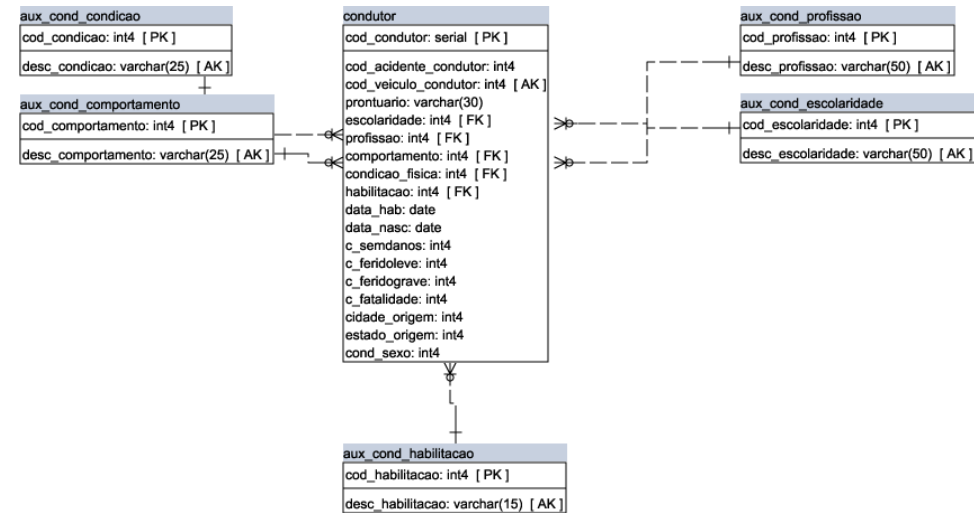 aux_cond_condicao
cod_condicao: int4 [ PK ]
desc_condicao: varchar(25) [ AK ]
aux_cond_comportamento
cod_comportamento: int4 [ PK ]
desc_comportamento: varchar(25) [ AK ]
condutor
cod_condutor: serial [ PK ]
cod_acidente_condutor: int4
cod_veiculo_condutor: int4 [ AK ]
prontuario: varchar(30)
escolaridade: int4 [ FK ]
profissao: int4 [ FK ]
comportamento: int4 [ FK ]
condicao_fisica: int4 [ FK ]
habilitacao: int4 [ FK ]
data_hab: date
data_nasc: date
c_semdanos: int4
c_feridoleve: int4
c_feridograve: int4
c_fatalidade: int4
cidade_origem: int4
estado_origem: int4
cond_sexo: int4
aux_cond_profissao
cod_profissao: int4 [ PK ]
desc_profissao: varchar(50) [ AK ]
aux_cond_escolaridade
cod_escolaridade: int4 [ PK ]
desc_escolaridade: varchar(50) [ AK ]
aux_cond_habilitacao
cod_habilitacao: int4 [ PK ]
desc_habilitacao: varchar(15) [ AK ]